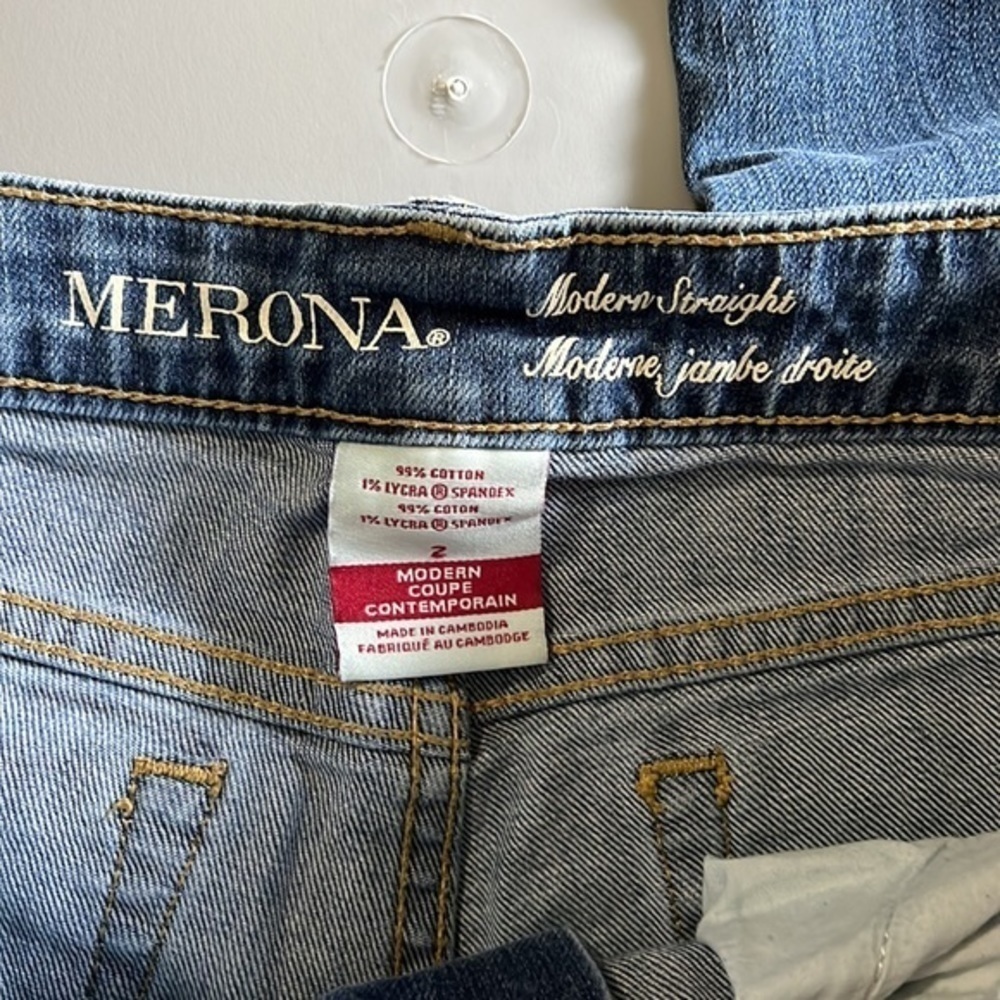 MERONA®
Modern Straight
Moderne, jambe droite
99% COTTON
1% LYCRA ® SPANDEX
99% COTON
1% LYCRA ® SPANDEX
2
MODERN
COUPE
CONTEMPORAIN
MADE IN CAMBODIA
FABRIQUÉ AU CAMBODGE